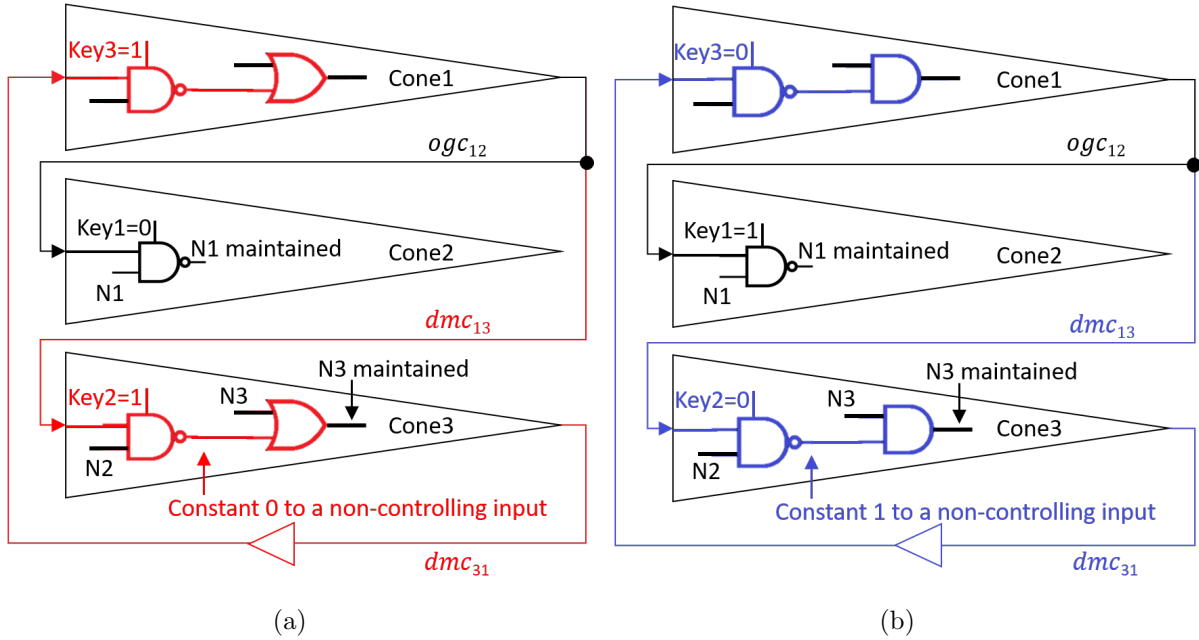 Key3=1
Cone1
ogc₁₂
Key1=0
N1 maintained
Cone2
N1
dmc₁₃
N3 maintained
Key2=1
N3
Cone3
N2
Constant 0 to a non-controlling input
dmc₃₁
(a)
Key3=0
Cone1
ogc₁₂
Key1=1
N1 maintained
Cone2
N1
dmc₁₃
N3 maintained
Key2=0
N3
Cone3
N2
Constant 1 to a non-controlling input
dmc₃₁
(b)